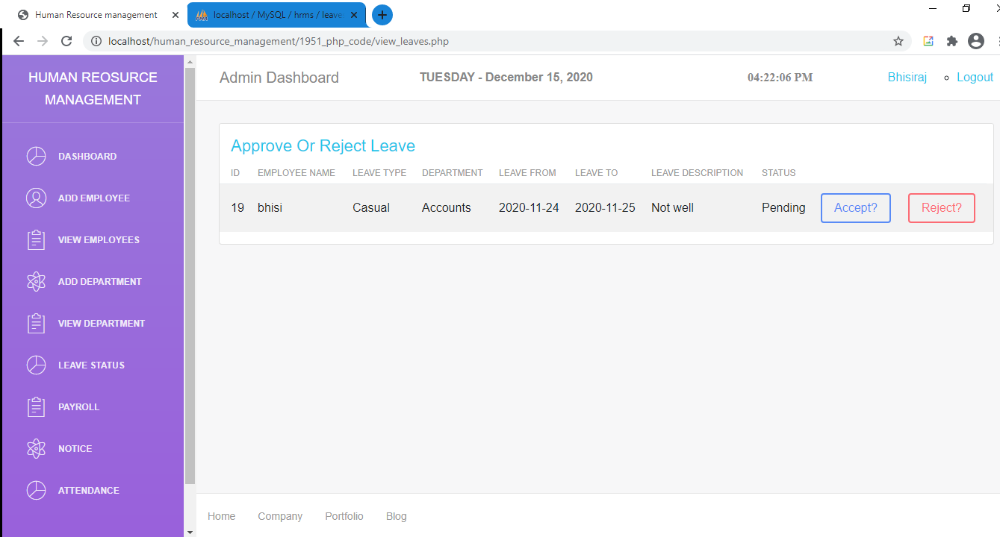 Human Resource management
localhost / MySQL / hrms / leave
localhost/human_resource_management/1951_php_code/view_leaves.php
HUMAN REOSURCE
MANAGEMENT
DASHBOARD
ADD EMPLOYEE
VIEW EMPLOYEES
ADD DEPARTMENT
VIEW DEPARTMENT
LEAVE STATUS
PAYROLL
NOTICE
ATTENDANCE
Admin Dashboard TUESDAY - December 15, 2020 04:22:06 PM Bhisiraj Logout
Approve Or Reject Leave
ID EMPLOYEE NAME LEAVE TYPE DEPARTMENT LEAVE FROM LEAVE TO LEAVE DESCRIPTION STATUS
19 bhisi Casual Accounts 2020-11-24 2020-11-25 Not well Pending Accept? Reject?
Home Company Portfolio Blog